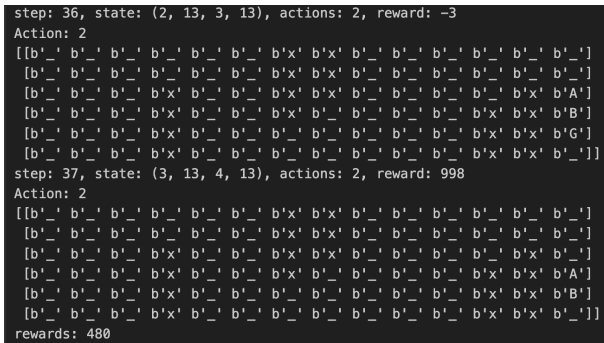 step: 36, state: (2, 13, 3, 13), actions: 2, reward: -3
Action: 2
[[b'_' b'_' b'_' b'_' b'_' b'_' b'x' b'x' b'_' b'_' b'_' b'_' b'_' b'_']
[b'_' b'_' b'_' b'_' b'_' b'_' b'x' b'x' b'_' b'_' b'_' b'_' b'_' b'_']
[b'_' b'_' b'_' b'x' b'_' b'_' b'x' b'x' b'_' b'_' b'_' b'_' b'x' b'A']
[b'_' b'_' b'_' b'x' b'_' b'_' b'x' b'_' b'_' b'_' b'_' b'x' b'x' b'B']
[b'_' b'_' b'_' b'x' b'_' b'_' b'_' b'_' b'_' b'_' b'_' b'x' b'x' b'G']
[b'_' b'_' b'_' b'x' b'_' b'_' b'_' b'_' b'_' b'_' b'_' b'x' b'x' b'_']]
step: 37, state: (3, 13, 4, 13), actions: 2, reward: 998
Action: 2
[[b'_' b'_' b'_' b'_' b'_' b'_' b'x' b'x' b'_' b'_' b'_' b'_' b'_' b'_']
[b'_' b'_' b'_' b'_' b'_' b'_' b'x' b'x' b'_' b'_' b'_' b'_' b'_' b'_']
[b'_' b'_' b'_' b'x' b'_' b'_' b'x' b'x' b'_' b'_' b'_' b'_' b'x' b'_']
[b'_' b'_' b'_' b'x' b'_' b'_' b'x' b'_' b'_' b'_' b'_' b'x' b'x' b'A']
[b'_' b'_' b'_' b'x' b'_' b'_' b'_' b'_' b'_' b'_' b'_' b'x' b'x' b'B']
[b'_' b'_' b'_' b'x' b'_' b'_' b'_' b'_' b'_' b'_' b'_' b'x' b'x' b'_']]
rewards: 480